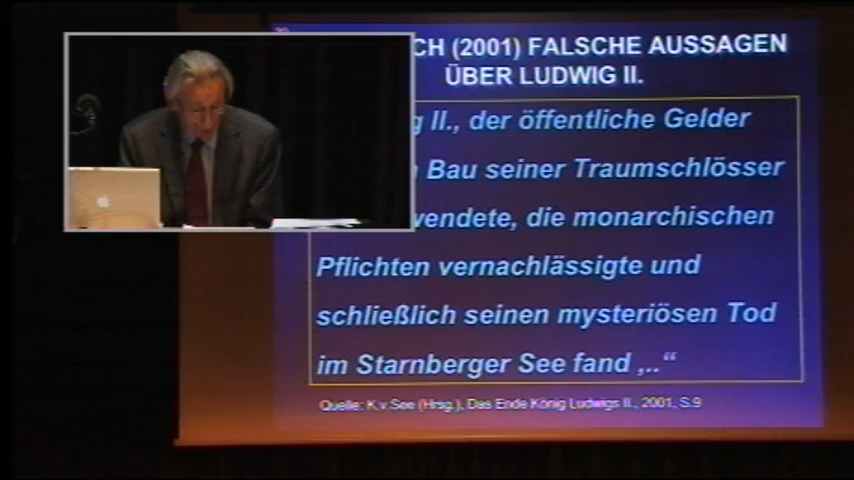 CH (2001) FALSCHE AUSSAGEN
ÜBER LUDWIG II.
II., der öffentliche Gelder
Bau seiner Traumschlösser
wendete, die monarchischen
Pflichten vernachlässigte und
schließlich seinen mysteriösen Tod
im Starnberger See fand ,..“
Quelle: K.v.See (Hrsg.), Das Ende König Ludwigs II., 2001, S.9